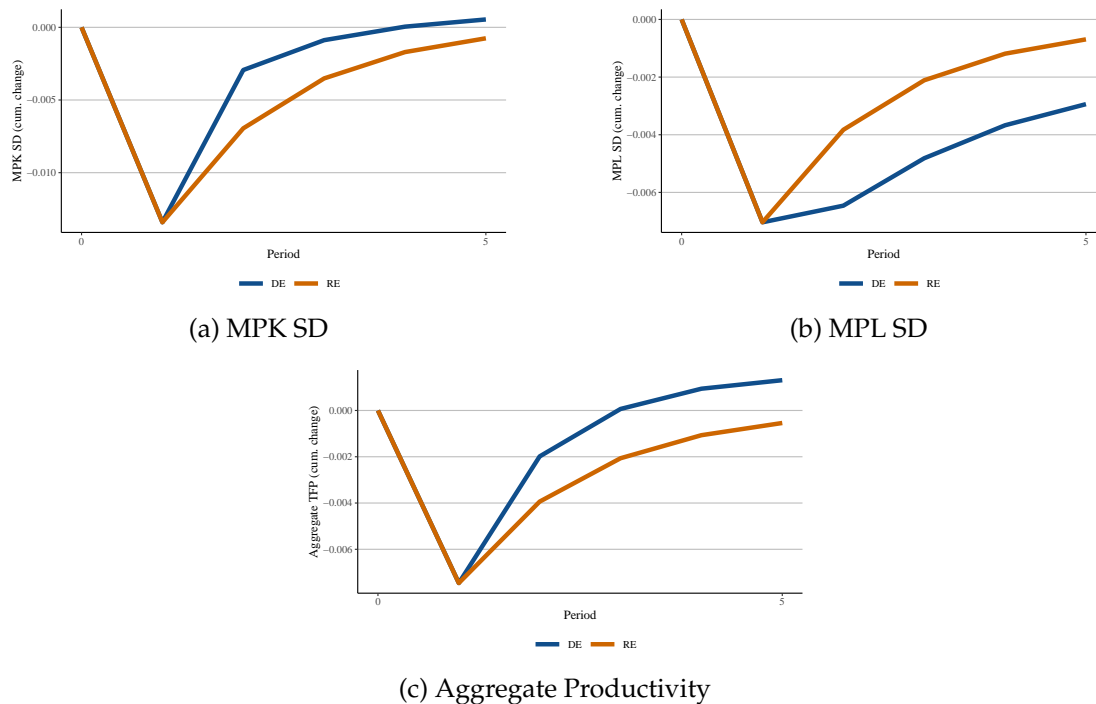 MPK SD (cum. change)
0.000
−0.005
−0.010
0
5
Period
DE RE
(a) MPK SD
MPL SD (cum. change)
0.000
−0.002
−0.004
−0.006
0
5
Period
DE RE
(b) MPL SD
Aggregate TFP (cum. change)
0.000
−0.002
−0.004
−0.006
0
5
Period
DE RE
(c) Aggregate Productivity